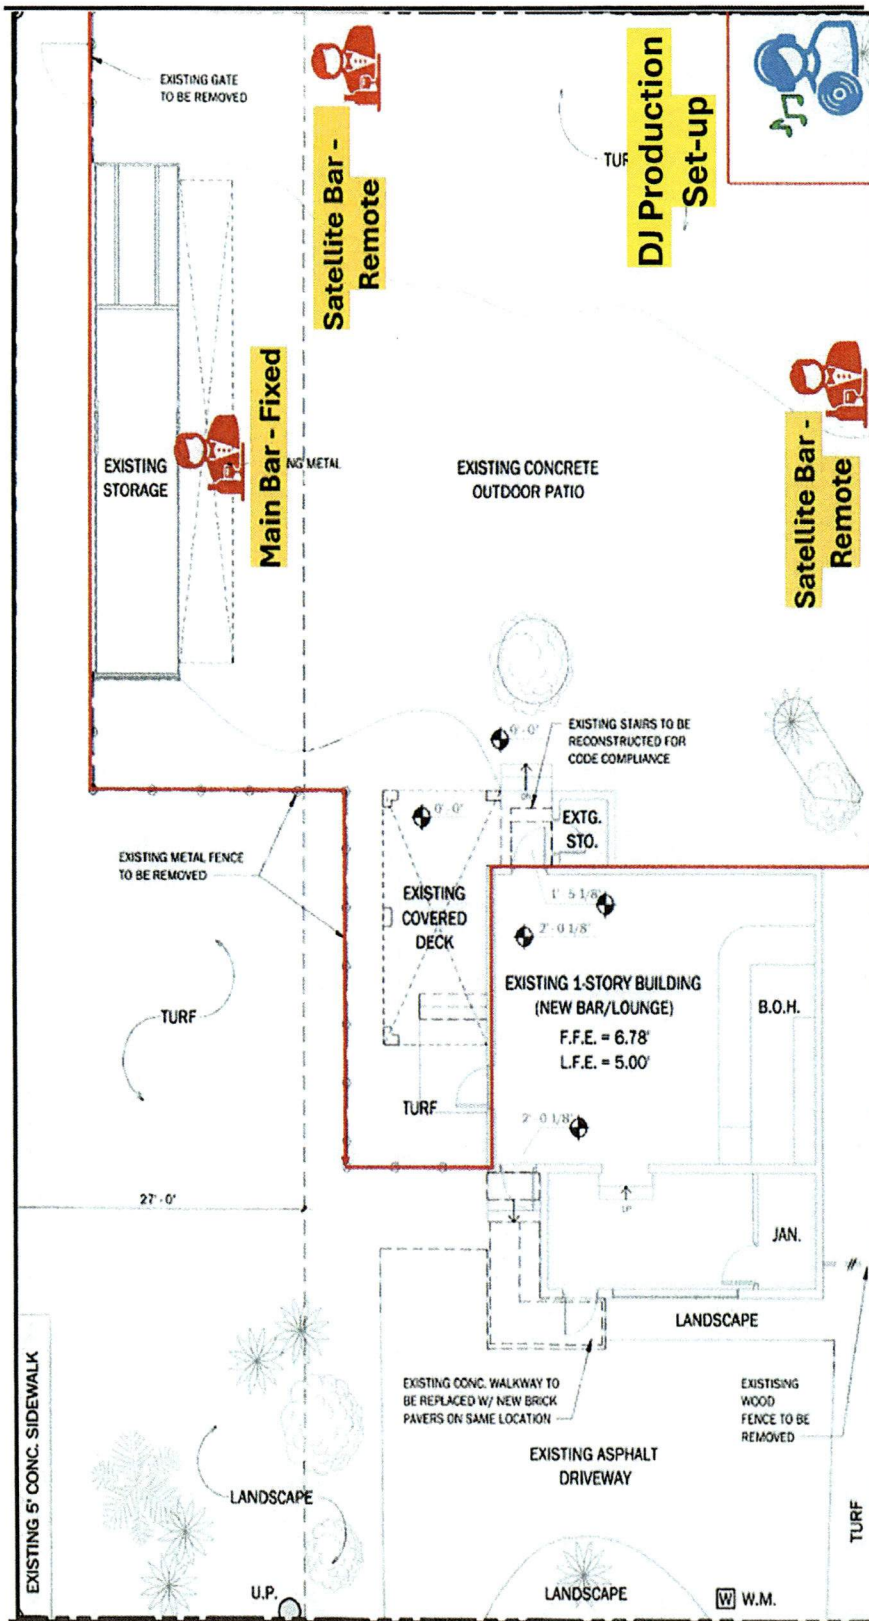 EXISTING GATE
TO BE REMOVED
Satellite Bar -
Remote
DJ Production
Set-up
Main Bar - Fixed
EXISTING
STORAGE
NG METAL
EXISTING CONCRETE
OUTDOOR PATIO
Satellite Bar -
Remote
EXISTING STAIRS TO BE
RECONSTRUCTED FOR
CODE COMPLIANCE
0'-0'
0'-0'
EXTG.
STO.
EXISTING METAL FENCE
TO BE REMOVED
EXISTING
COVERED
DECK
1'- 5 1/8"
2'- 0 1/8"
EXISTING 1-STORY BUILDING
(NEW BAR/LOUNGE)
F.F.E. = 6.78'
L.F.E. = 5.00'
B.O.H.
TURF
TURF
2'- 0 1/8"
27'-0'
UP
JAN.
LANDSCAPE
EXISTING CONC. WALKWAY TO
BE REPLACED W/ NEW BRICK
PAVERS ON SAME LOCATION
EXISTISING
WOOD
FENCE TO BE
REMOVED
EXISTING ASPHALT
DRIVEWAY
EXISTING 5' CONC. SIDEWALK
LANDSCAPE
TURF
U.P.
LANDSCAPE
W W.M.